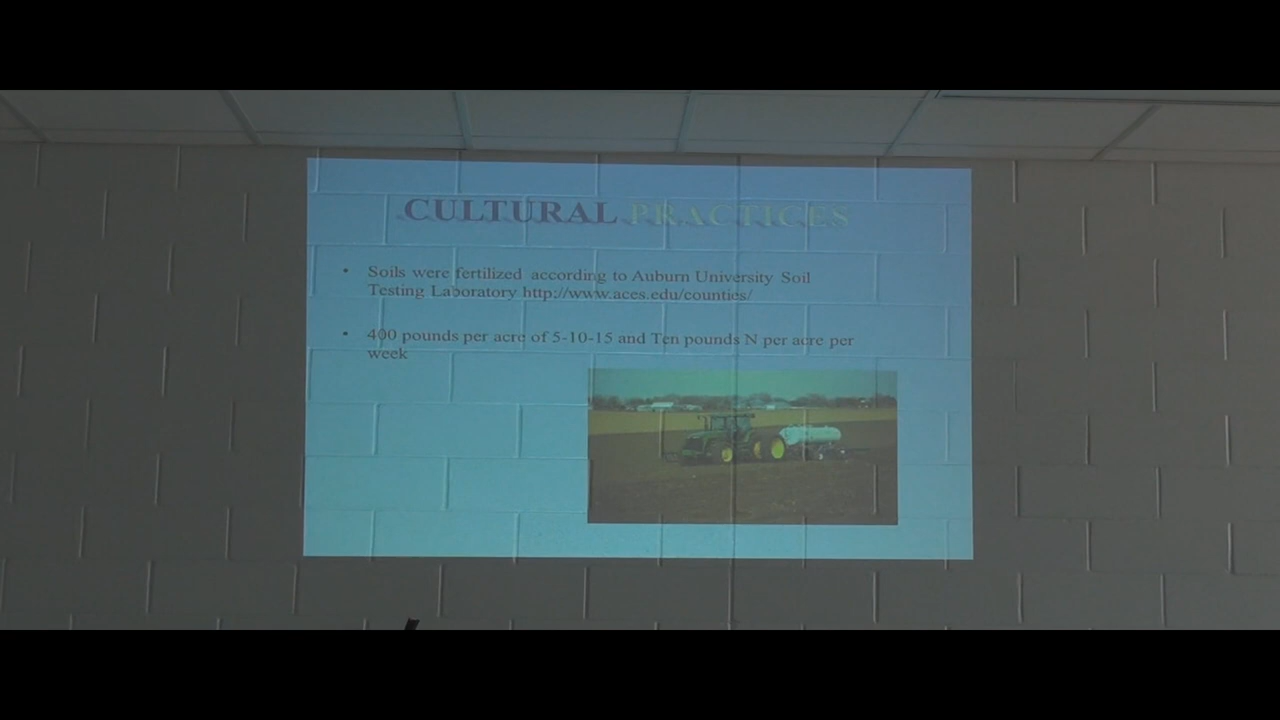 CULTURAL PRACTICES
• Soils were fertilized according to Auburn University Soil
Testing Laboratory http://www.aces.edu/counties/
• 400 pounds per acre of 5-10-15 and Ten pounds N per acre per
week